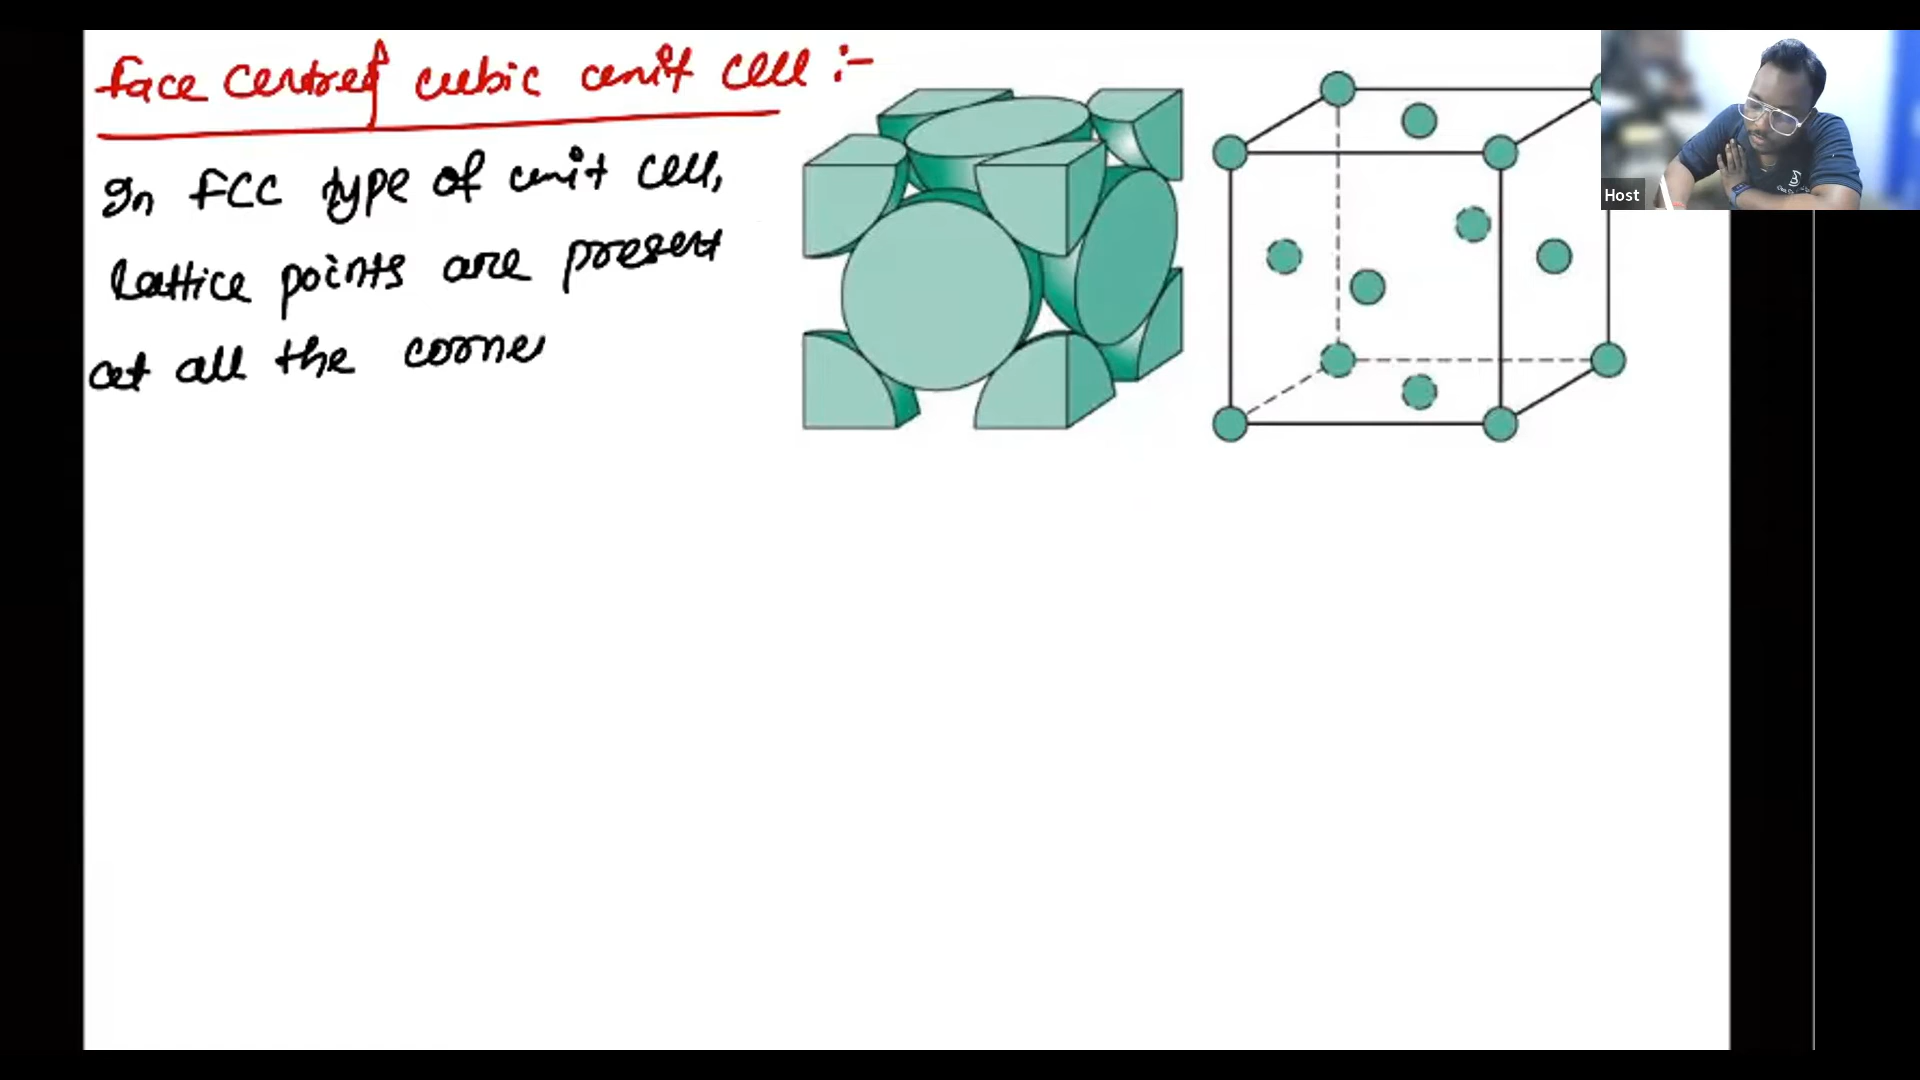 face centred cubic unit cell :-
In FCC type of unit cell,
Lattice points are present
at all the corne
Host